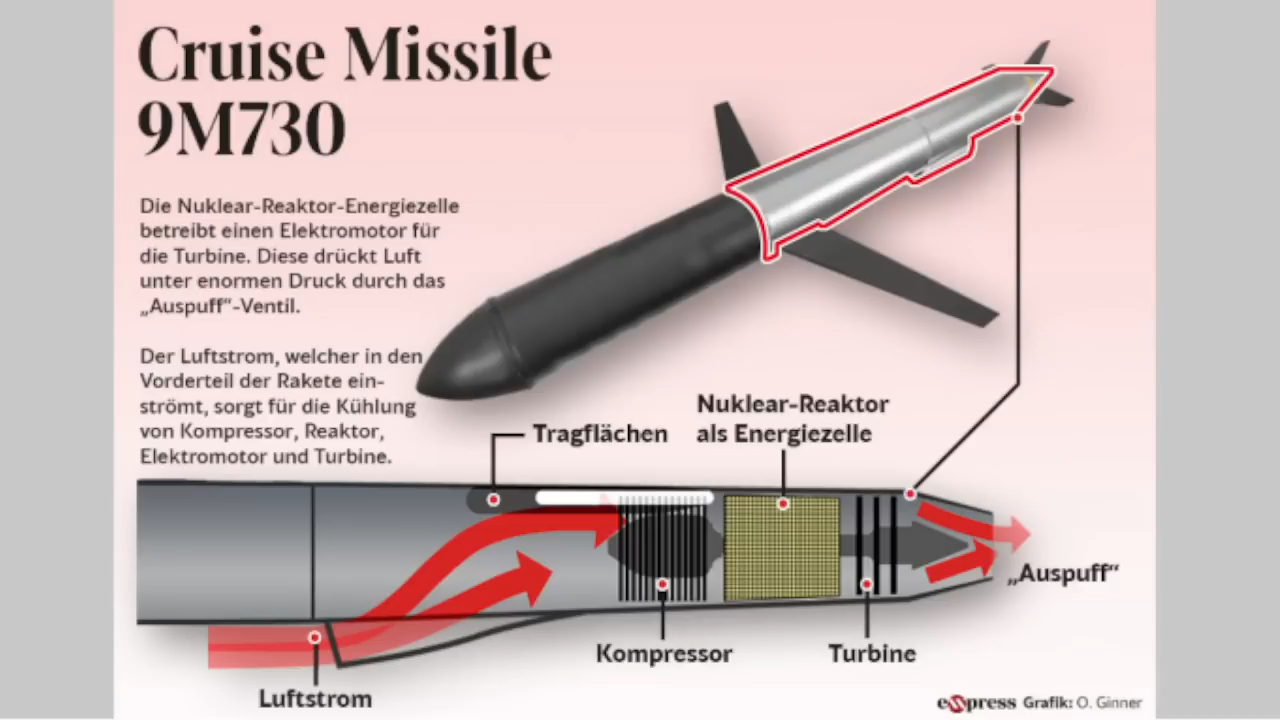 Cruise Missile
9M730
Die Nuklear-Reaktor-Energiezelle
betreibt einen Elektromotor für
die Turbine. Diese drückt Luft
unter enormen Druck durch das
„Auspuff“-Ventil.
Der Luftstrom, welcher in den
Vorderteil der Rakete ein-
strömt, sorgt für die Kühlung
von Kompressor, Reaktor,
Elektromotor und Turbine.
Nuklear-Reaktor
als Energiezelle
Tragflächen
„Auspuff“
Kompressor
Turbine
Luftstrom
eXXpress Grafik: O. Ginner